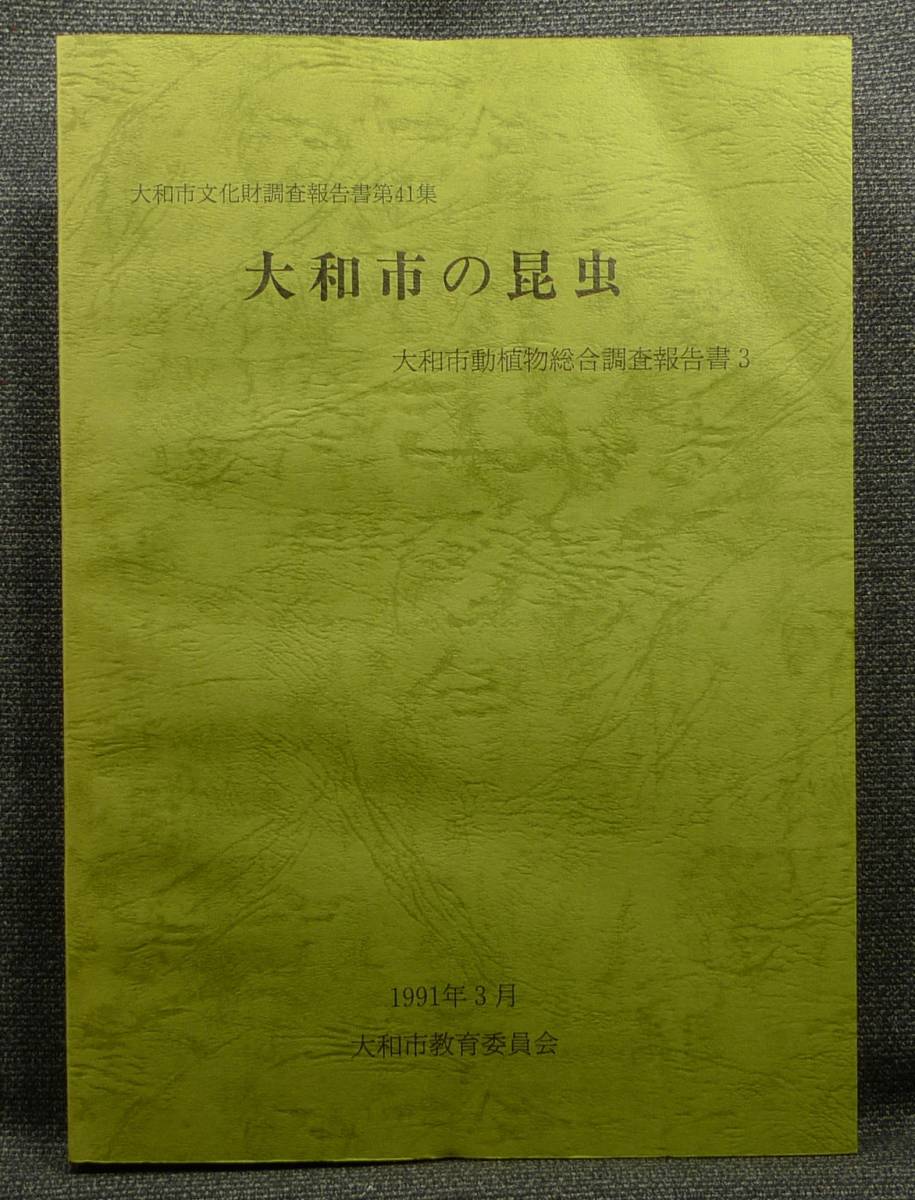 大和市文化財調査報告書第41集
大和市の昆虫
大和市動植物総合調査報告書3
1991年3月
大和市教育委員会